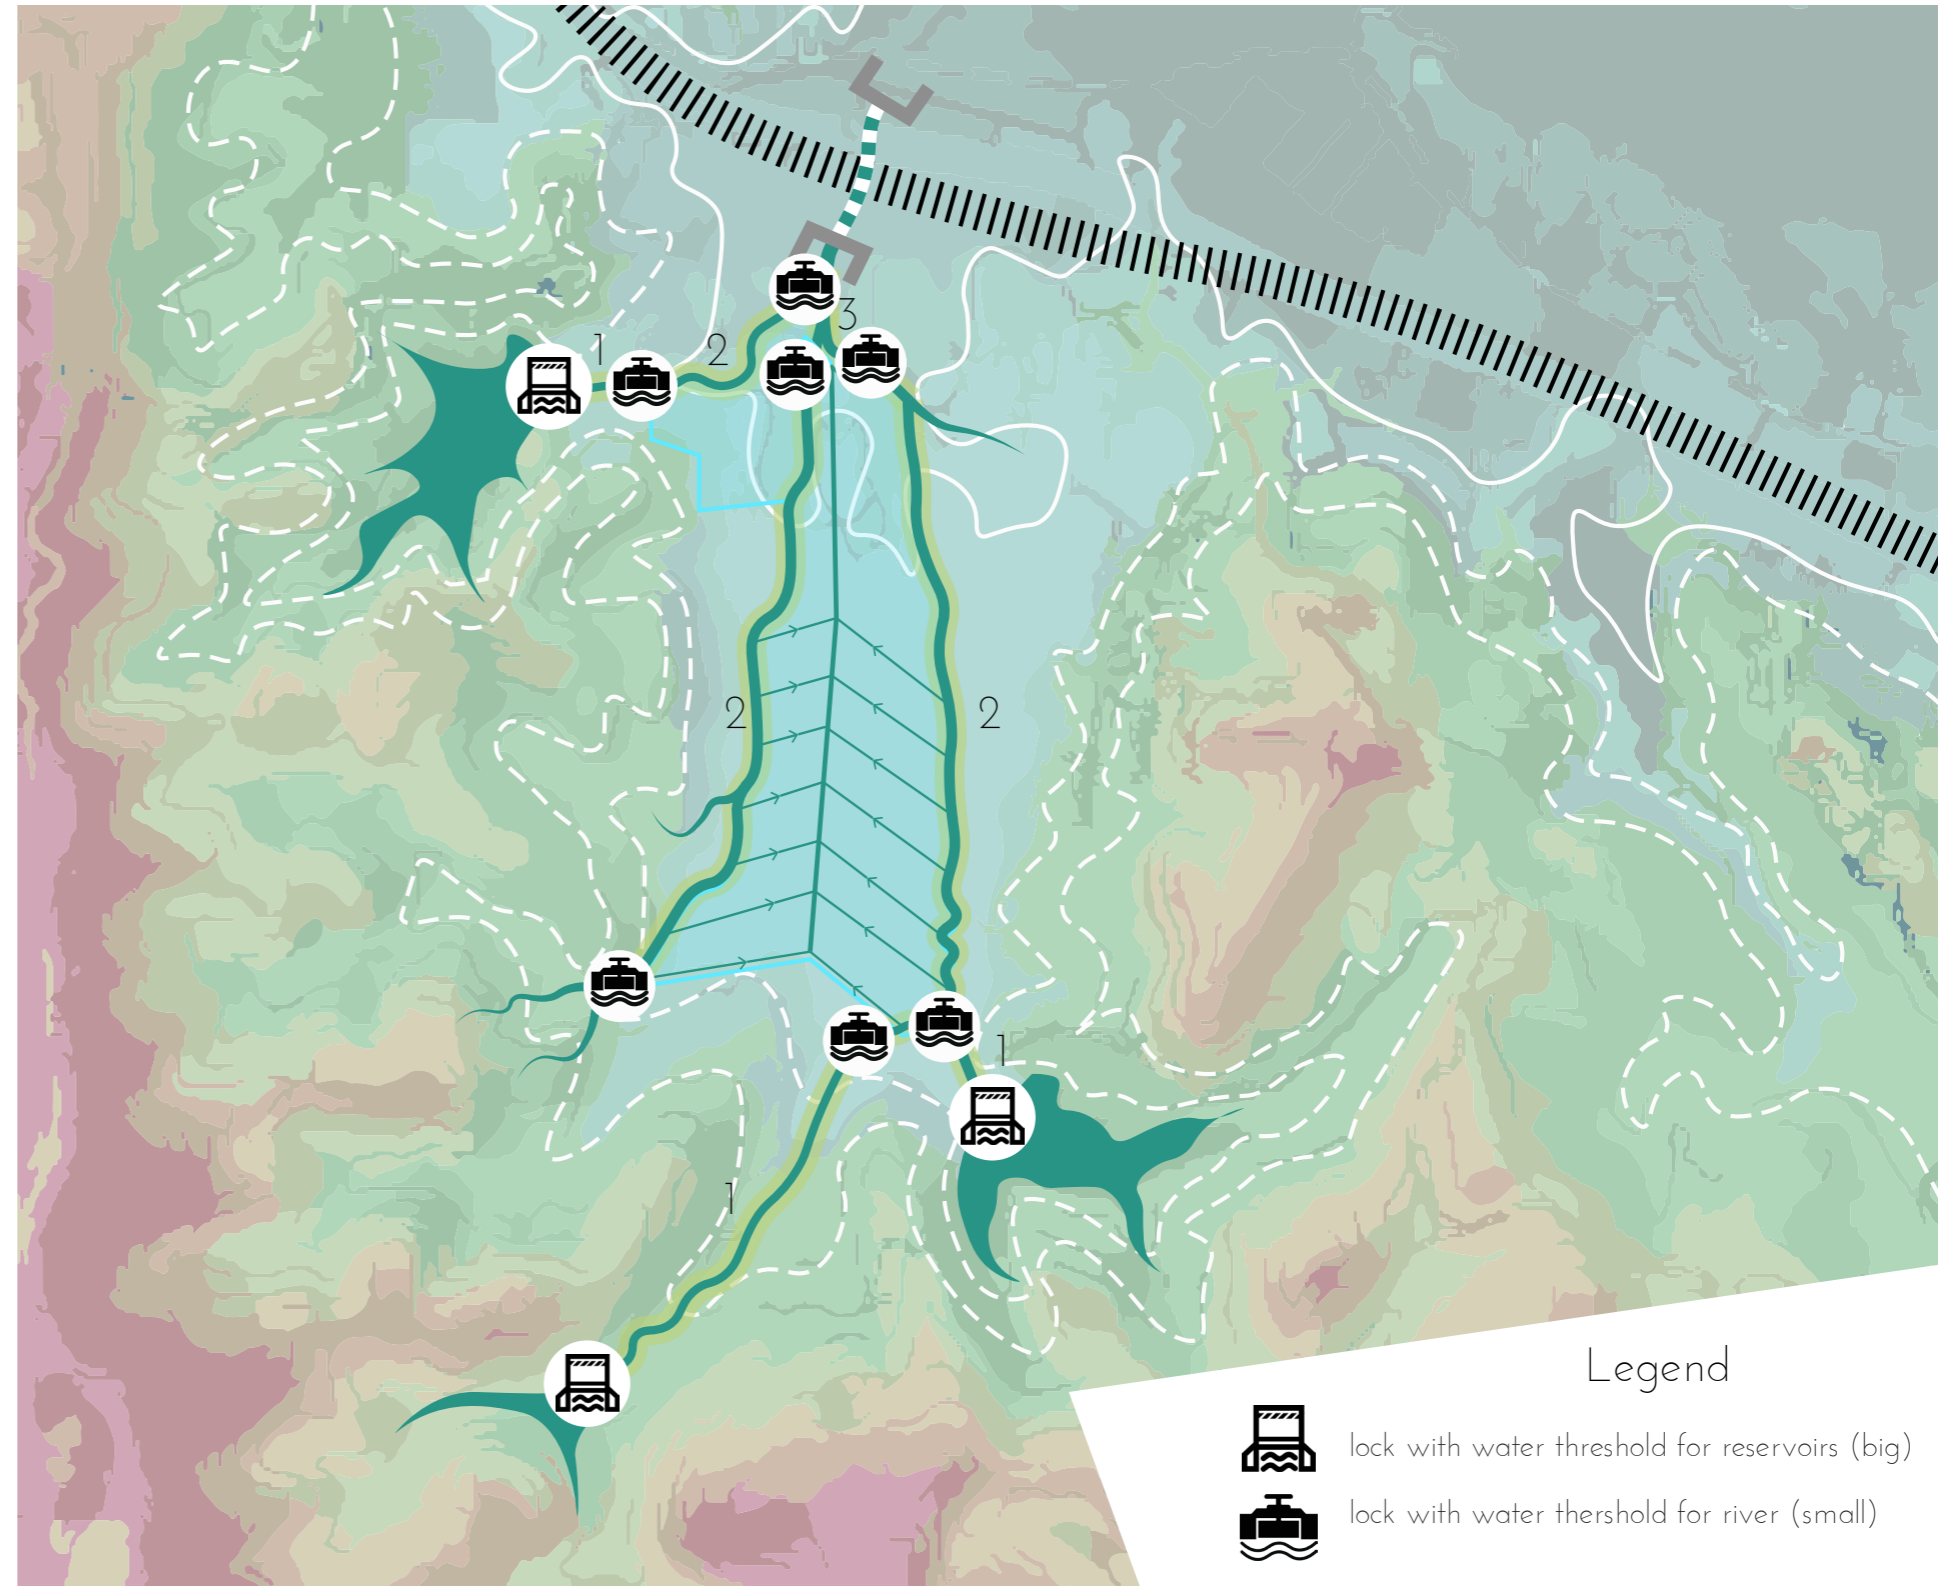 3
1
2
2
2
1
1
Legend
lock with water threshold for reservoirs (big)
lock with water thershold for river (small)